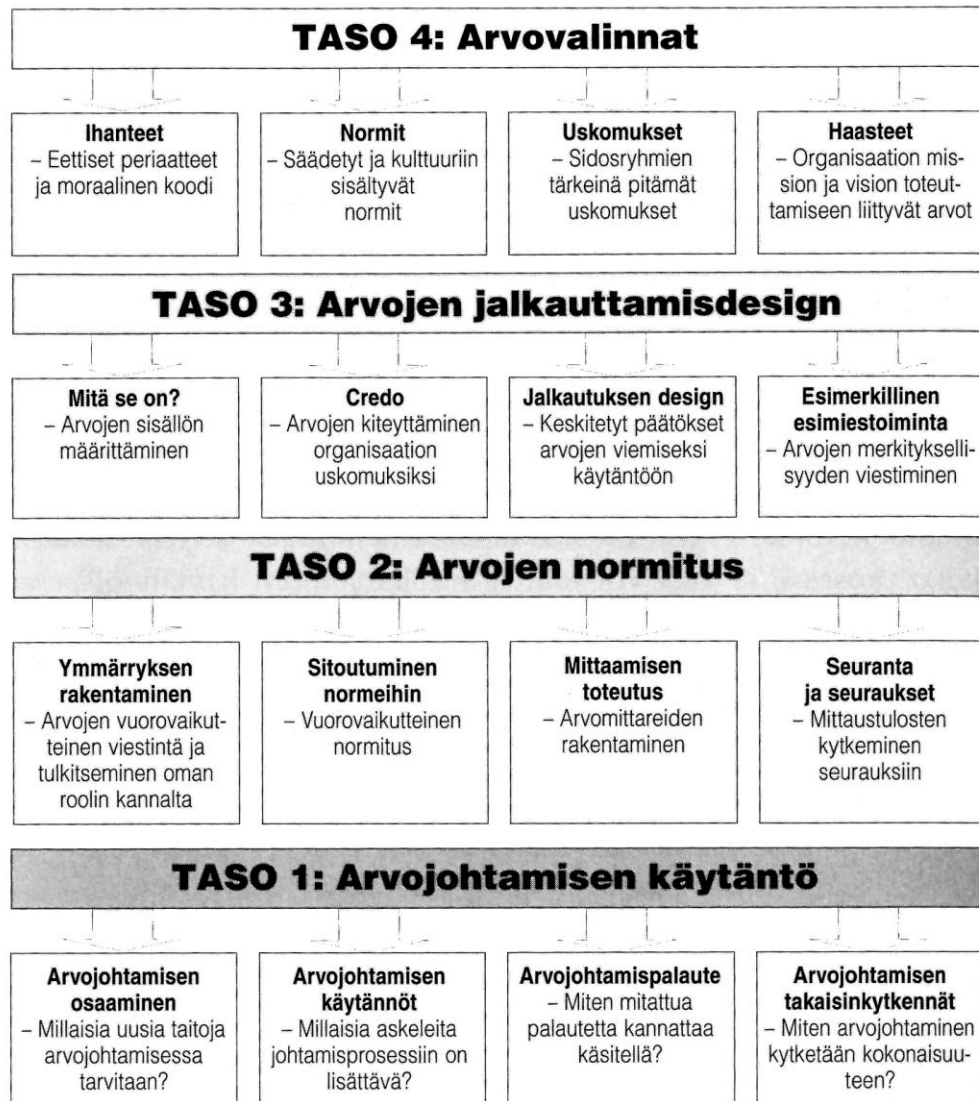 TASO 4: Arvovalinnat
Ihanteet
– Eettiset periaatteet
ja moraalinen koodi
Normit
– Säädetyt ja kulttuuriin
sisältyvät
normit
Uskomukset
– Sidosryhmien
tärkeinä pitämät
uskomukset
Haasteet
– Organisaation mis-
sion ja vision toteut-
tamiseen liittyvät arvot
TASO 3: Arvojen jalkauttamisdesign
Mitä se on?
– Arvojen sisällön
määrittäminen
Credo
– Arvojen kiteyttäminen
organisaation
uskomuksiksi
Jalkautuksen design
– Keskitetyt päätökset
arvojen viemiseksi
käytäntöön
Esimerkillinen
esimiestoiminta
– Arvojen merkitykselli-
syyden viestiminen
TASO 2: Arvojen normitus
Ymmärryksen
rakentaminen
– Arvojen vuorovaikut-
teinen viestintä ja
tulkitseminen oman
roolin kannalta
Sitoutuminen
normeihin
– Vuorovaikutteinen
normitus
Mittaamisen
toteutus
– Arvomittareiden
rakentaminen
Seuranta
ja seuraukset
– Mittaustulosten
kytkeminen
seurauksiin
TASO 1: Arvojohtamisen käytäntö
Arvojohtamisen
osaaminen
– Millaisia uusia taitoja
arvojohtamisessa
tarvitaan?
Arvojohtamisen
käytännöt
– Millaisia askeleita
johtamisprosessiin on
lisättävä?
Arvojohtamispalaute
– Miten mitattua
palautetta kannattaa
käsitellä?
Arvojohtamisen
takaisinkytkennät
– Miten arvojohtaminen
kytketään kokonaisuu-
teen?